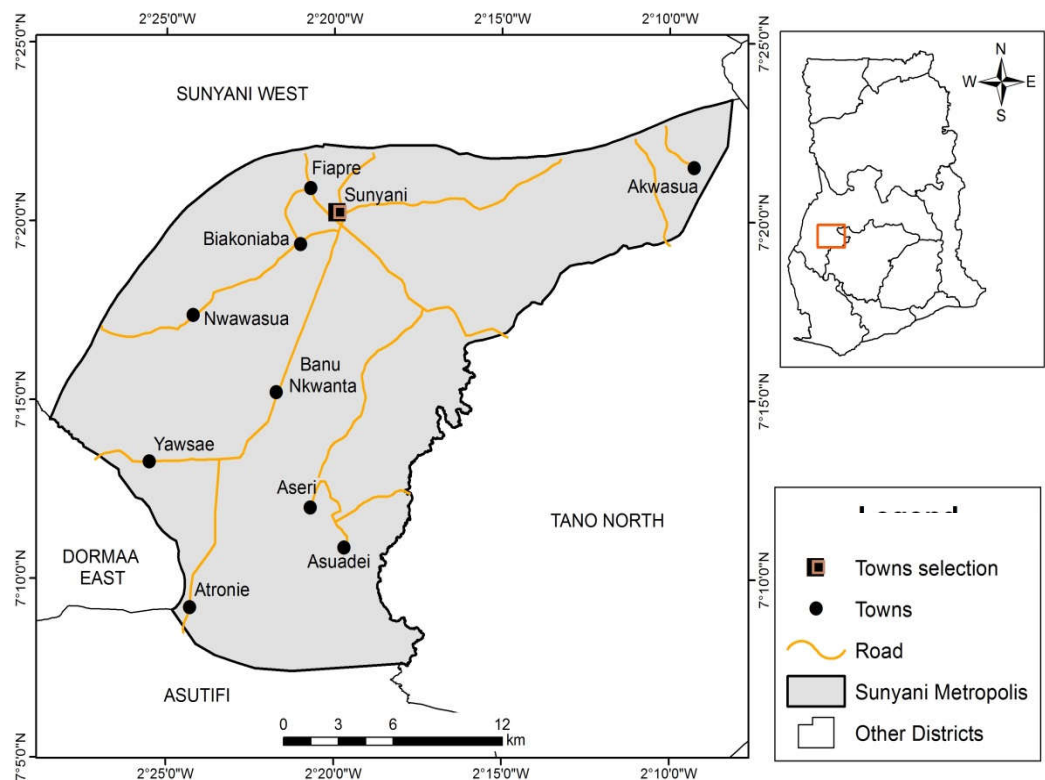 2°25'0"W 2°20'0"W 2°15'0"W 2°10'0"W
7°25'0"N
7°20'0"N
7°15'0"N
7°10'0"N
7°5'0"N
SUNYANI WEST
Fiapre
Sunyani
Akwasua
Biakoniaba
Nwawasua
Banu
Nkwanta
Yawsae
Aseri
TANO NORTH
DORMAA
EAST
Asuadei
Atronie
ASUTIFI
0 3 6 12
km
2°25'0"W 2°20'0"W 2°15'0"W 2°10'0"W
7°25'0"N
7°20'0"N
7°15'0"N
7°10'0"N
N
W E
S
Towns selection
Towns
Road
Sunyani Metropolis
Other Districts